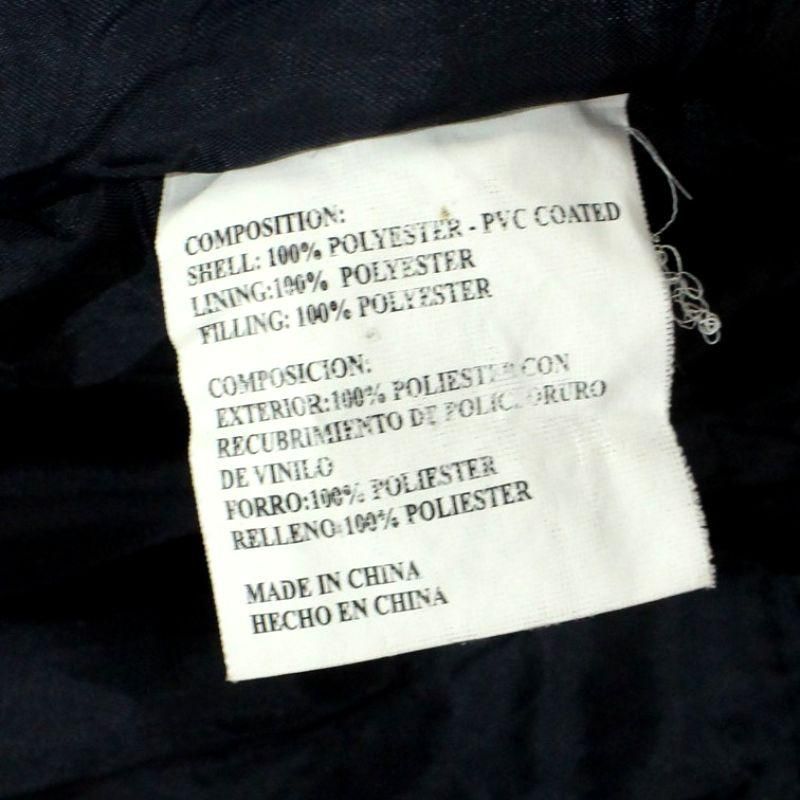 COMPOSITION:
SHELL: 100% POLYESTER - PVC COATED
LINING:100% POLYESTER
FILLING: 100% POLYESTER
COMPOSICION:
EXTERIOR:100% POLIESTER CON
RECUBRIMIENTO DE POLICLORURO
DE VINILO
FORRO:100% POLIESTER
RELLENO:100% POLIESTER
MADE IN CHINA
HECHO EN CHINA